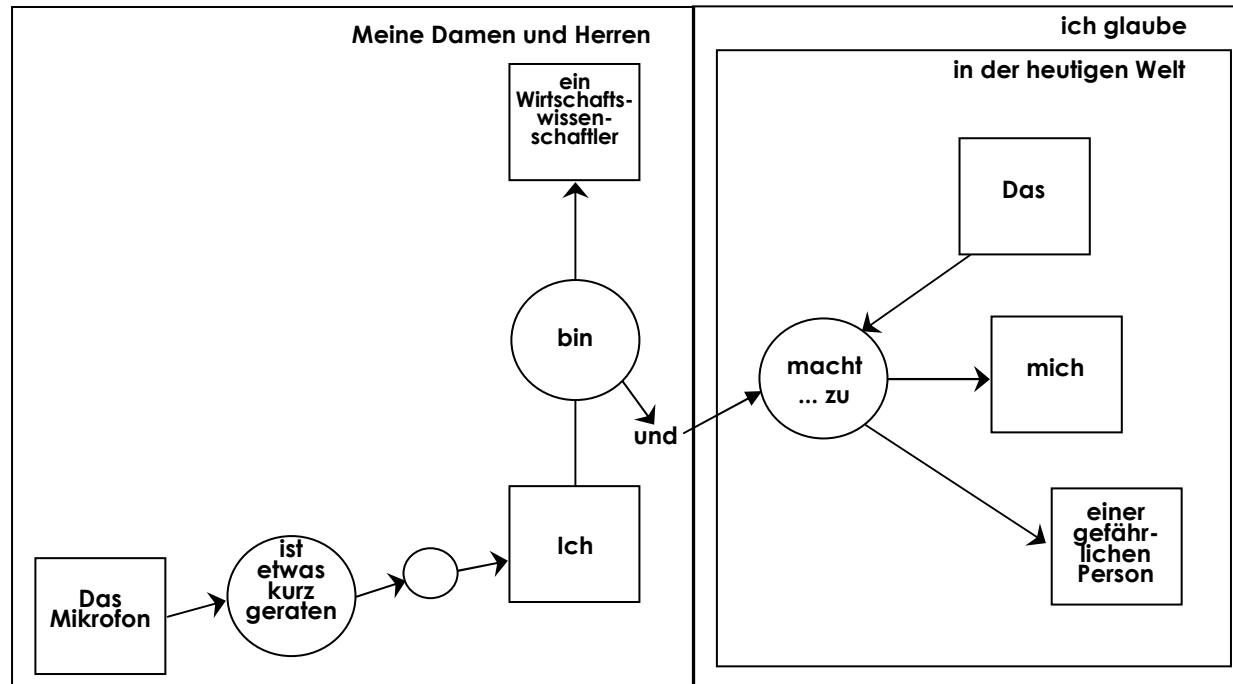 Meine Damen und Herren
ein
Wirtschafts-
wissen-
schaftler
bin
und
Ich
ist
etwas
kurz
geraten
Das
Mikrofon
ich glaube
in der heutigen Welt
Das
macht
... zu
mich
einer
gefähr-
lichen
Person